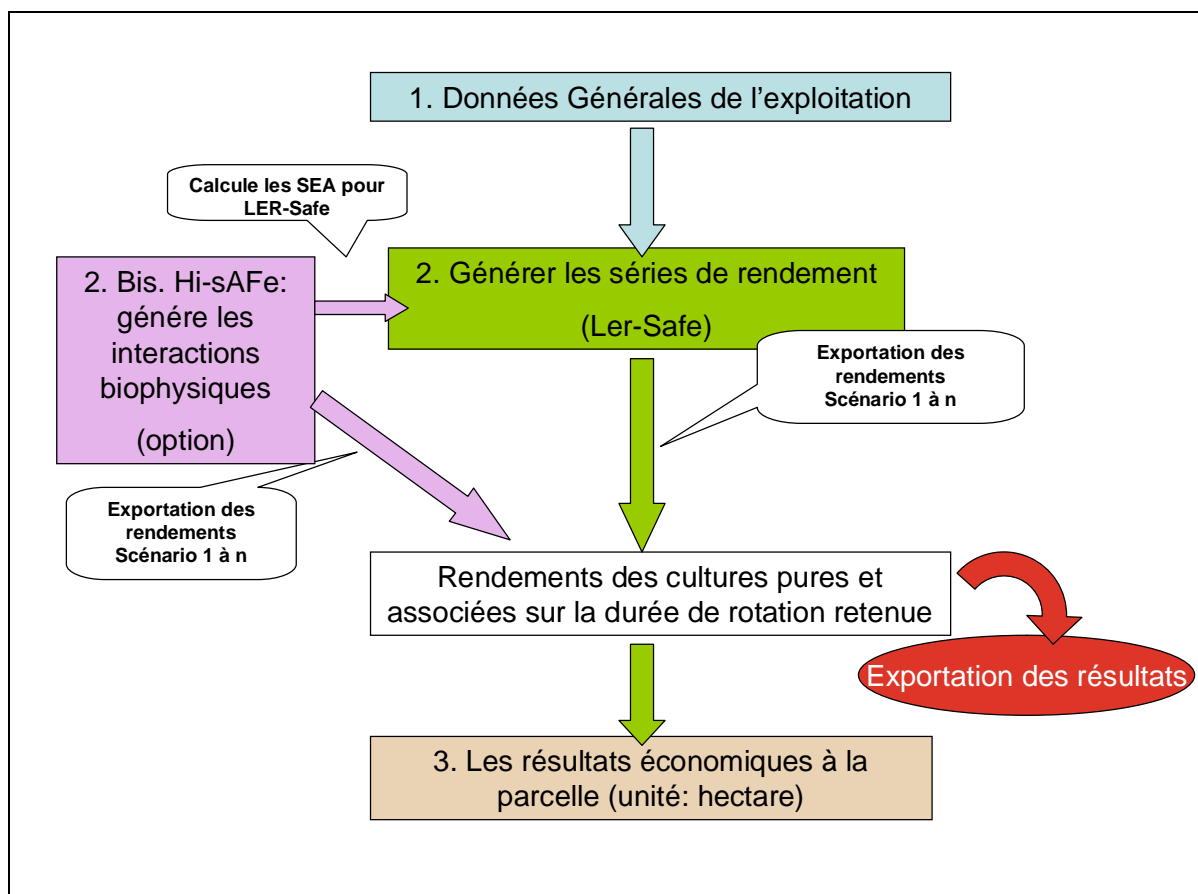 1. Données Générales de l'exploitation
Calcule les SEA pour
LER-Safe
2. Bis. Hi-sAFe:
génére les
interactions
biophysiques
(option)
2. Générer les séries de rendement
(Ler-Safe)
Exportation des
rendements
Scénario 1 à n
Exportation des
rendements
Scénario 1 à n
Rendements des cultures pures et
associées sur la durée de rotation retenue
Exportation des résultats
3. Les résultats économiques à la
parcelle (unité: hectare)